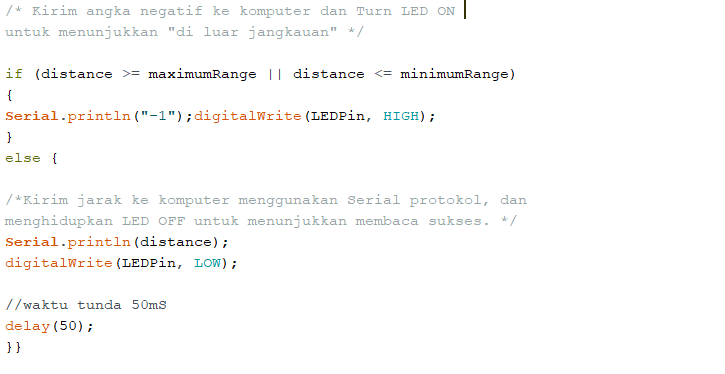 /* Kirim angka negatif ke komputer dan Turn LED ON
untuk menunjukkan "di luar jangkauan" */
if (distance >= maximumRange || distance <= minimumRange)
{
Serial.println("-1");digitalWrite(LEDPin, HIGH);
}
else {
/*Kirim jarak ke komputer menggunakan Serial protokol, dan
menghidupkan LED OFF untuk menunjukkan membaca sukses. */
Serial.println(distance);
digitalWrite(LEDPin, LOW);
//waktu tunda 50mS
delay(50);
}}